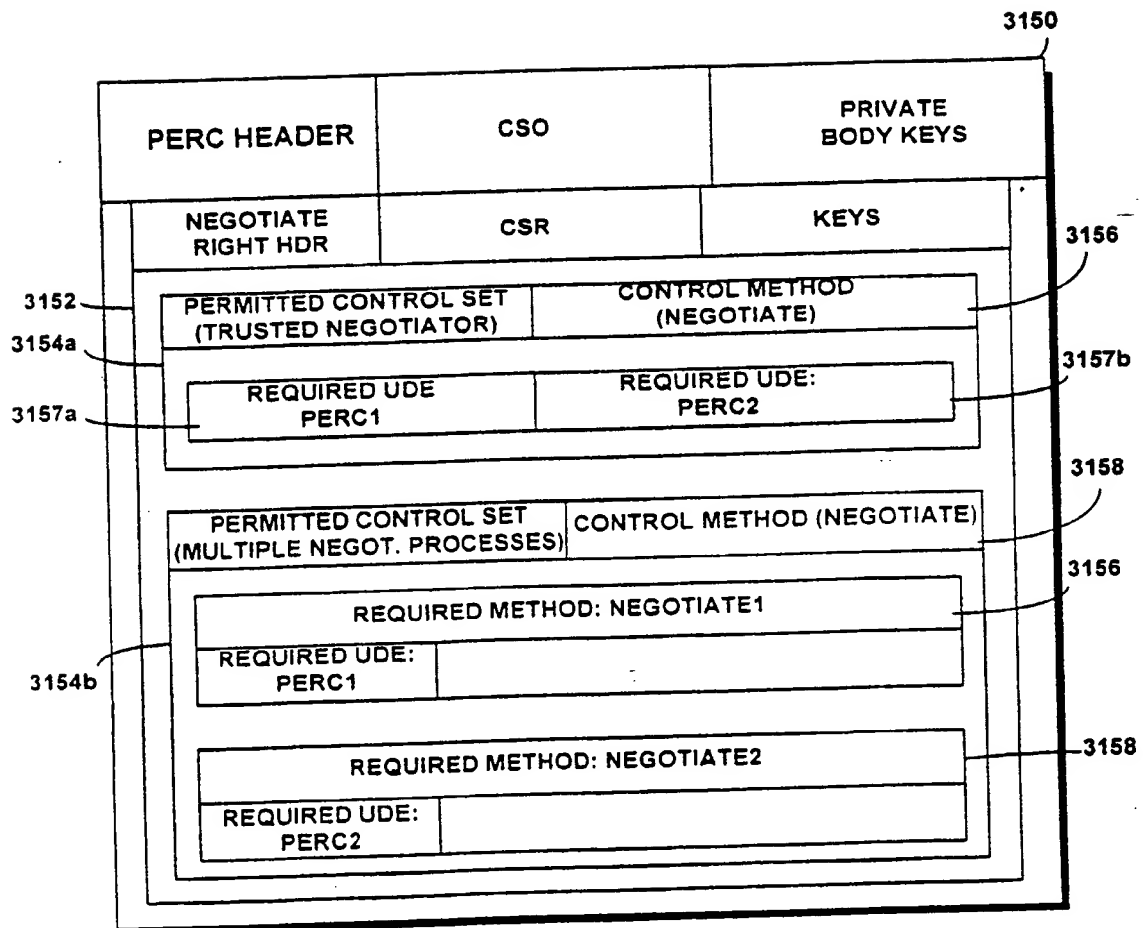 3150
PERC HEADER
CSO
PRIVATE
BODY KEYS
NEGOTIATE
RIGHT HDR
CSR
KEYS
3156
3152
PERMITTED CONTROL SET
(TRUSTED NEGOTIATOR)
CONTROL METHOD
(NEGOTIATE)
3154a
3157b
REQUIRED UDE
PERC1
REQUIRED UDE:
PERC2
3157a
3158
PERMITTED CONTROL SET
(MULTIPLE NEGOT. PROCESSES)
CONTROL METHOD (NEGOTIATE)
3156
REQUIRED METHOD: NEGOTIATE1
REQUIRED UDE:
PERC1
3154b
REQUIRED METHOD: NEGOTIATE2
3158
REQUIRED UDE:
PERC2